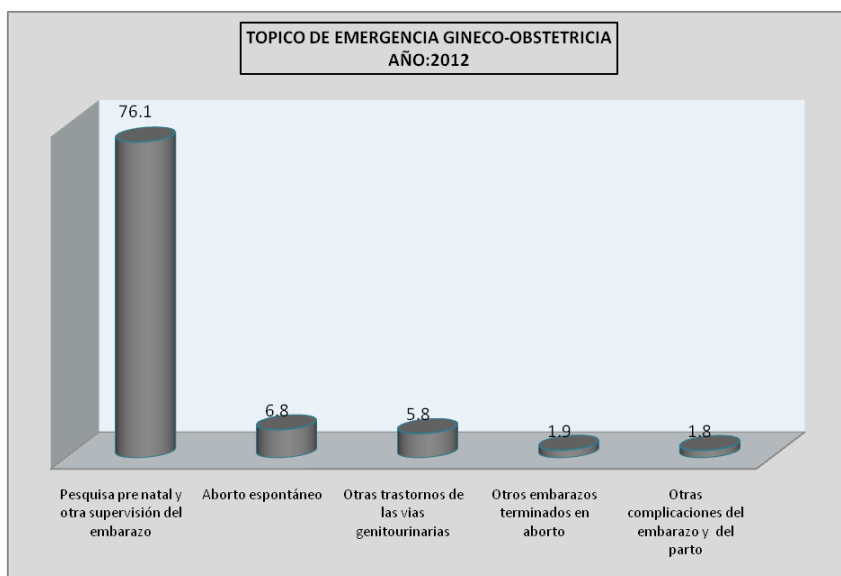 TOPICO DE EMERGENCIA GINECO-OBSTETRICIA
AÑO:2012
76.1
6.8
5.8
1.9
1.8
Pesquisa pre natal y
otra supervisión del
embarazo
Aborto espontáneo
Otras trastornos de
las vias
genitourinarias
Otros embarazos
terminados en
aborto
Otras
complicaciones del
embarazo y del
parto